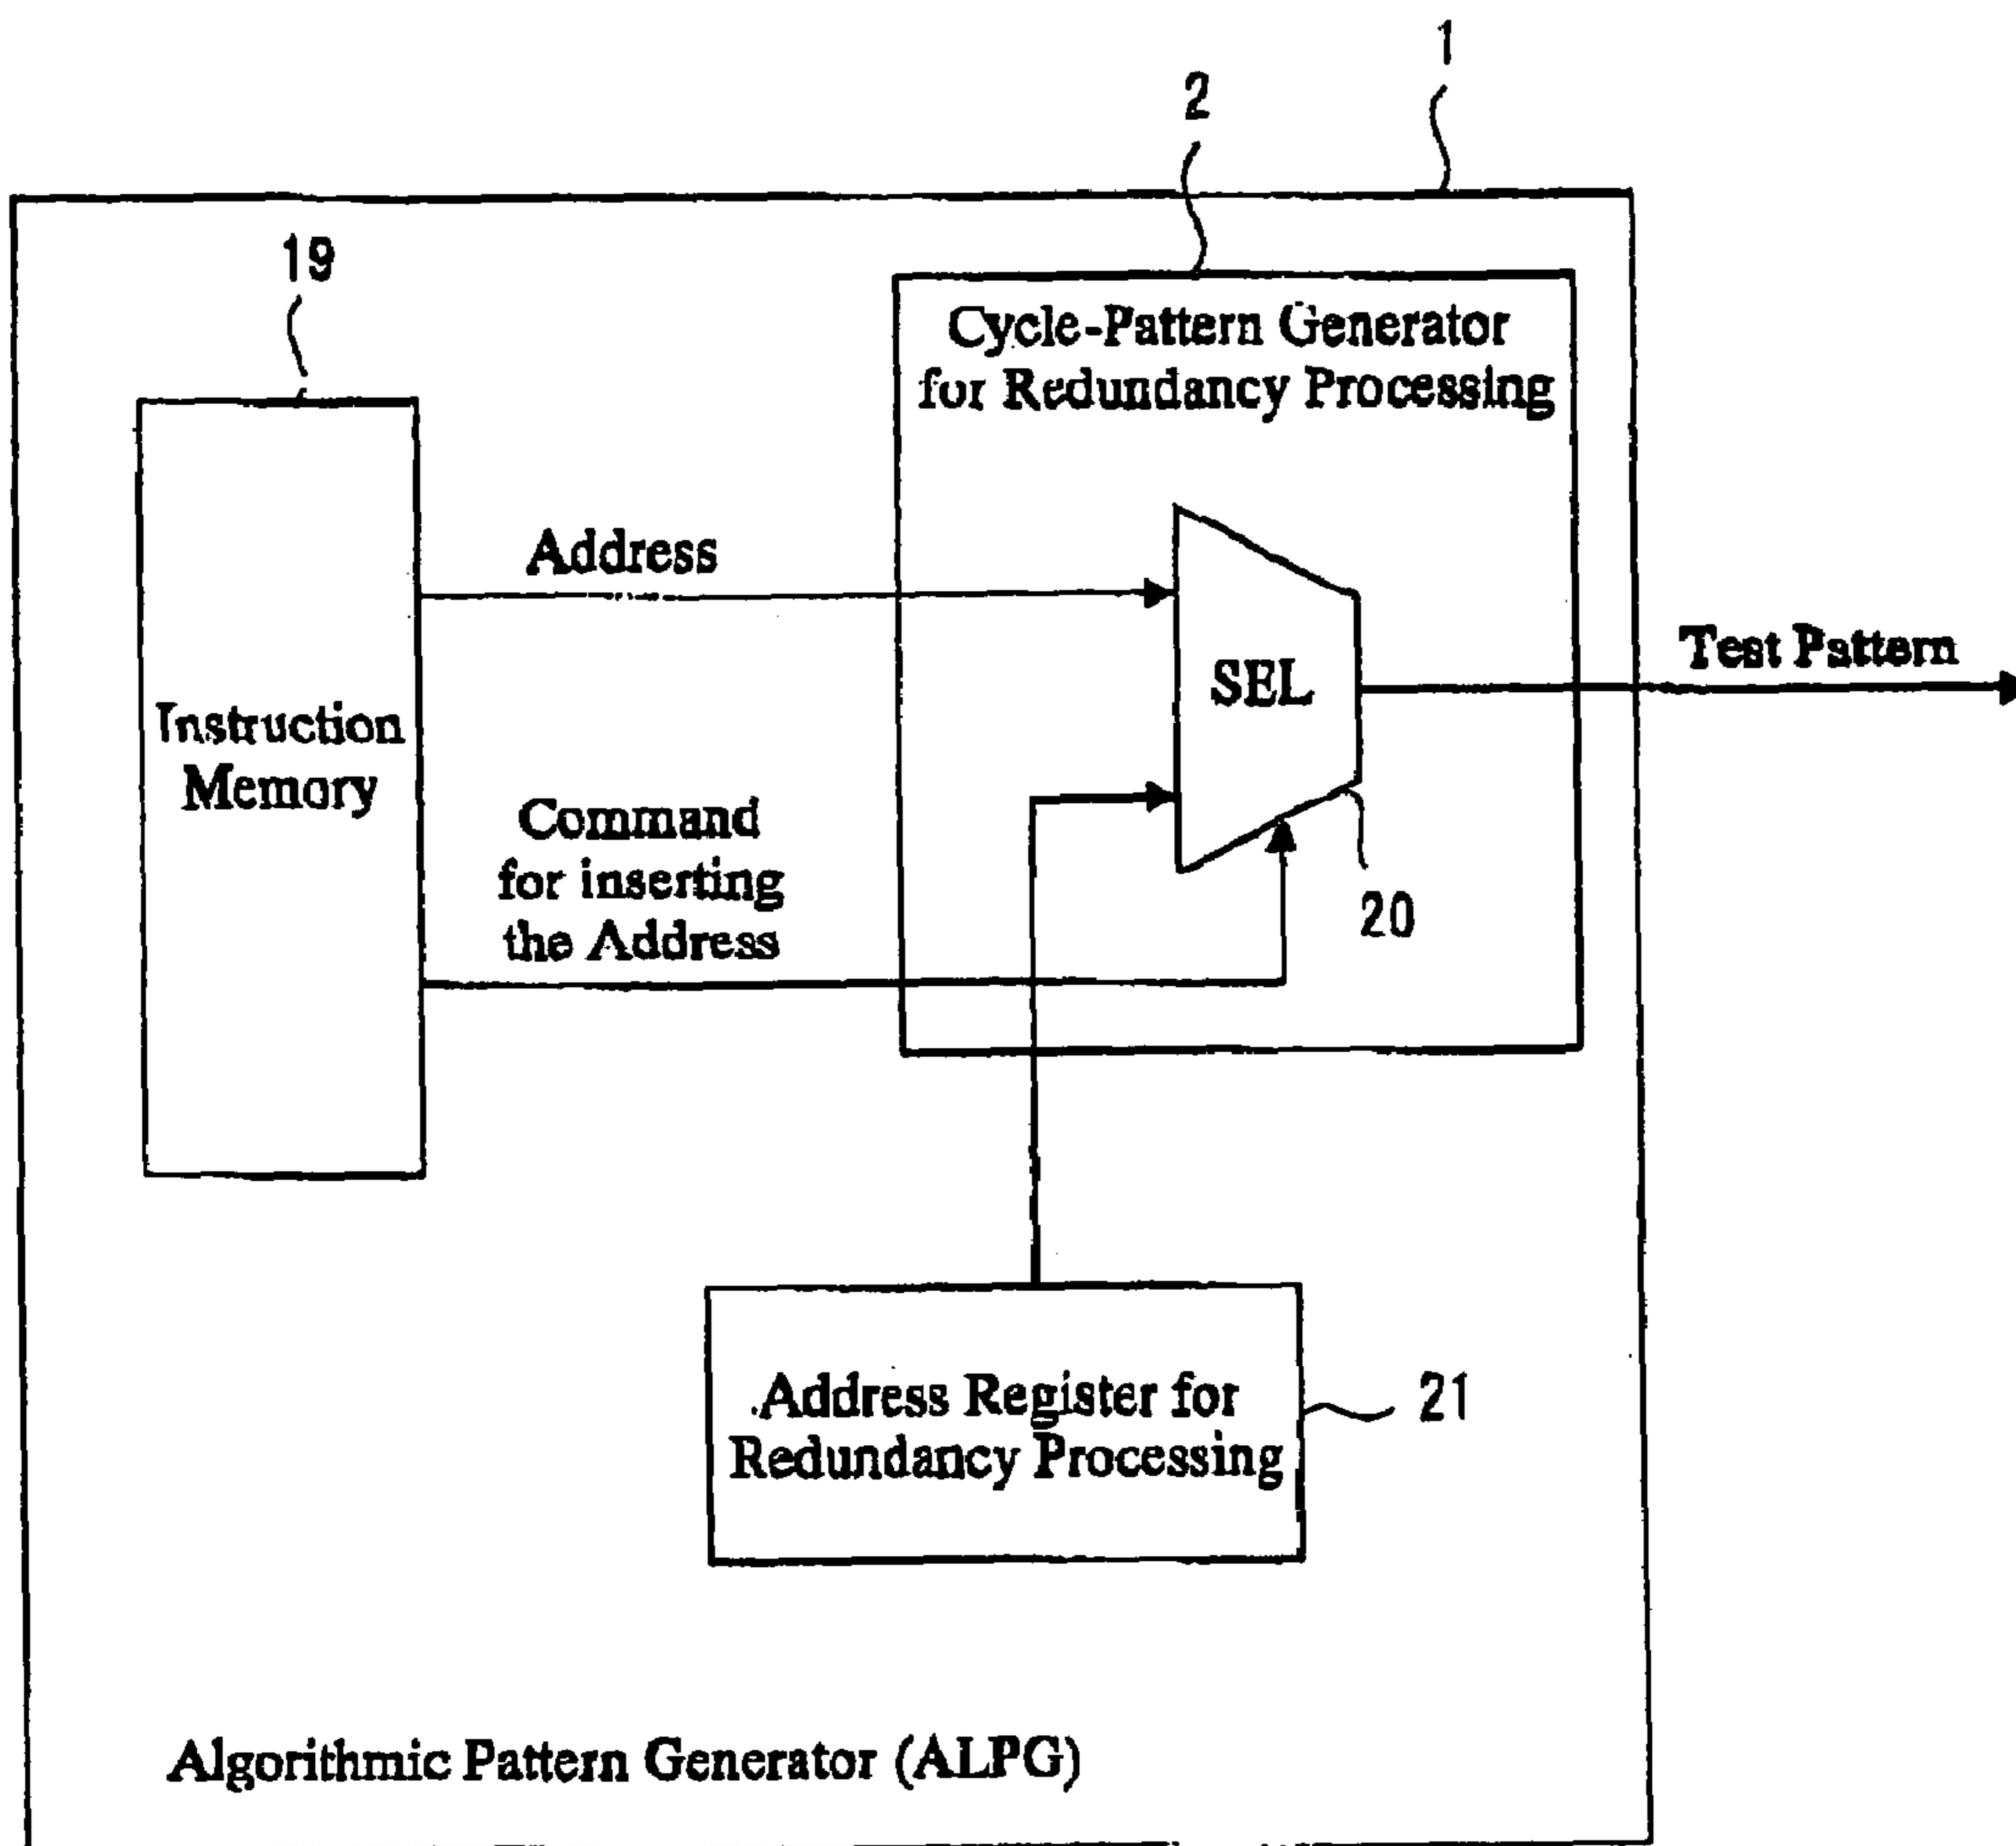 1
2
19
Cycle-Pattern Generator
for Redundancy Processing
Address
SEL
Test Pattern
Instruction
Memory
Command
for inserting
the Address
20
Address Register for
Redundancy Processing
21
Algorithmic Pattern Generator (ALPG)